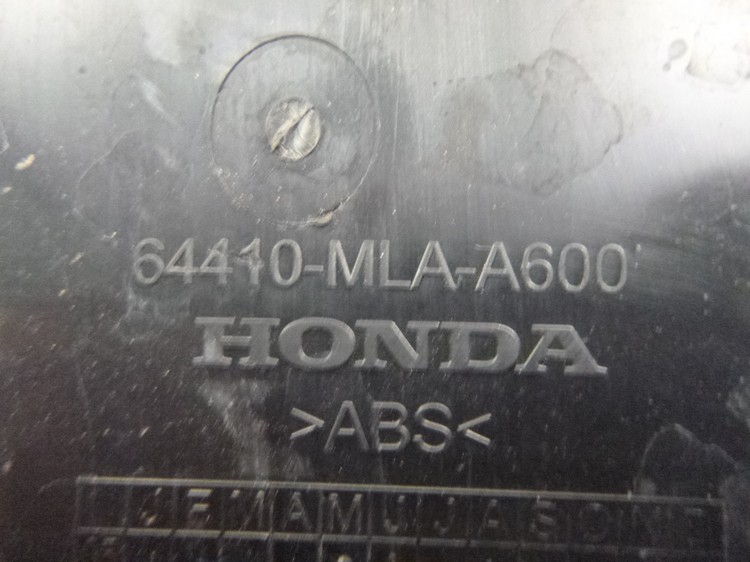 64410-MLA-A600
HONDA
>ABS<
J F M A M J J A S O N